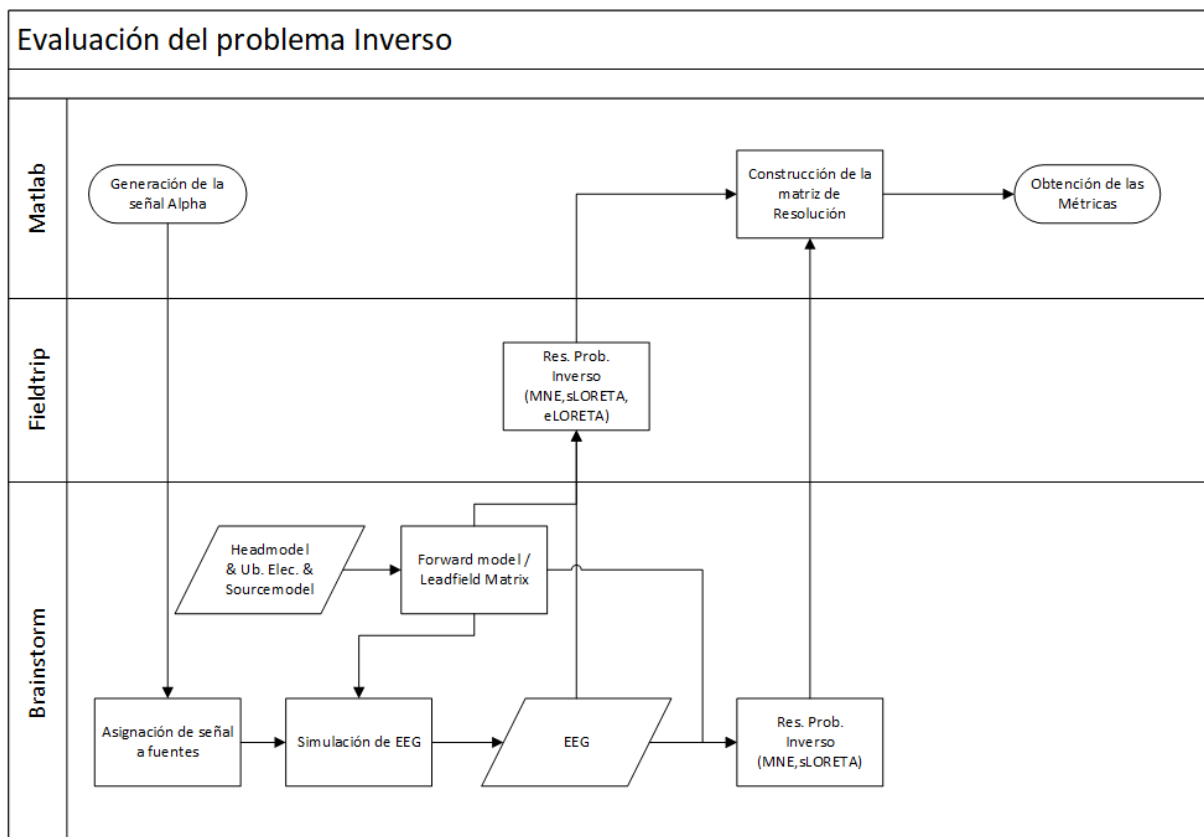 Evaluación del problema Inverso
Matlab
Generación de la
señal Alpha
Construcción de la
matriz de
Resolución
Obtención de las
Métricas
Fieldtrip
Res. Prob.
Inverso
(MNE,sLORETA,
eLORETA)
Brainstorm
Headmodel
& Ub. Elec. &
Sourcemodel
Forward model /
Leadfield Matrix
Asignación de señal
a fuentes
Simulación de EEG
EEG
Res. Prob.
Inverso
(MNE,sLORETA)